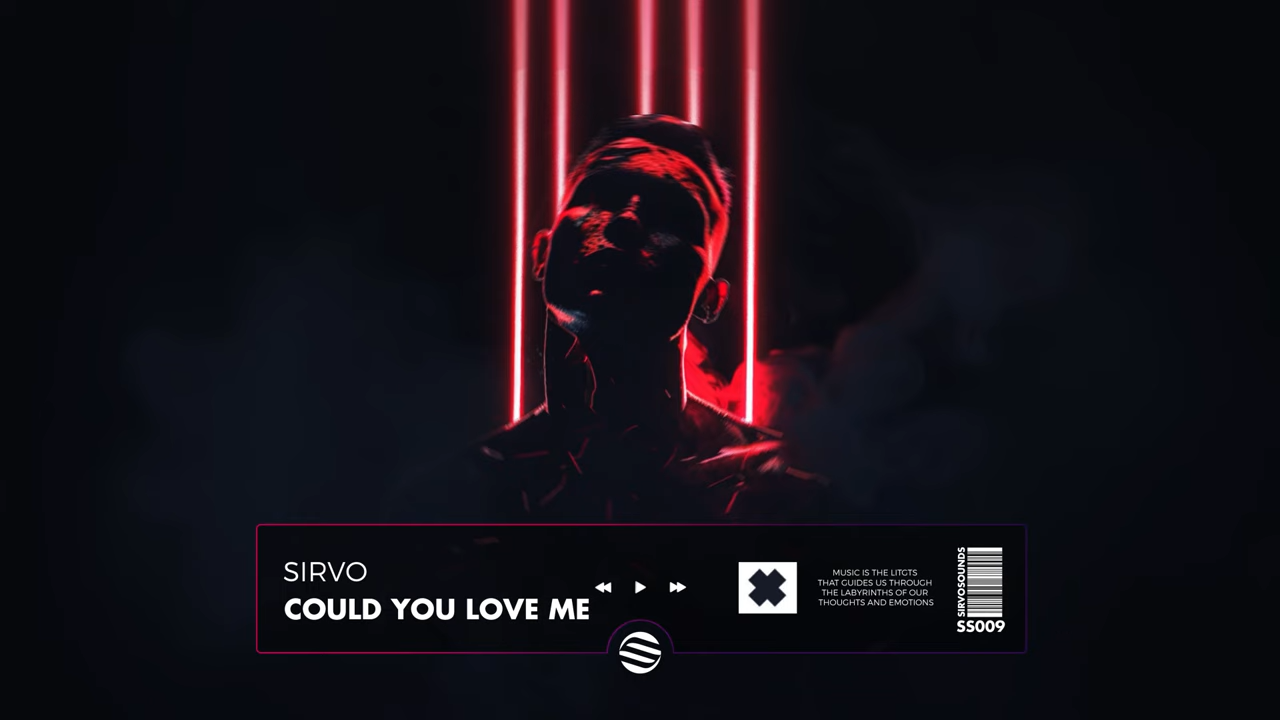 SIRVO
COULD YOU LOVE ME
MUSIC IS THE LITGTS
THAT GUIDES US THROUGH
THE LABYRINTHS OF OUR
THOUGHTS AND EMOTIONS
SIRVOSOUNDS
SS009